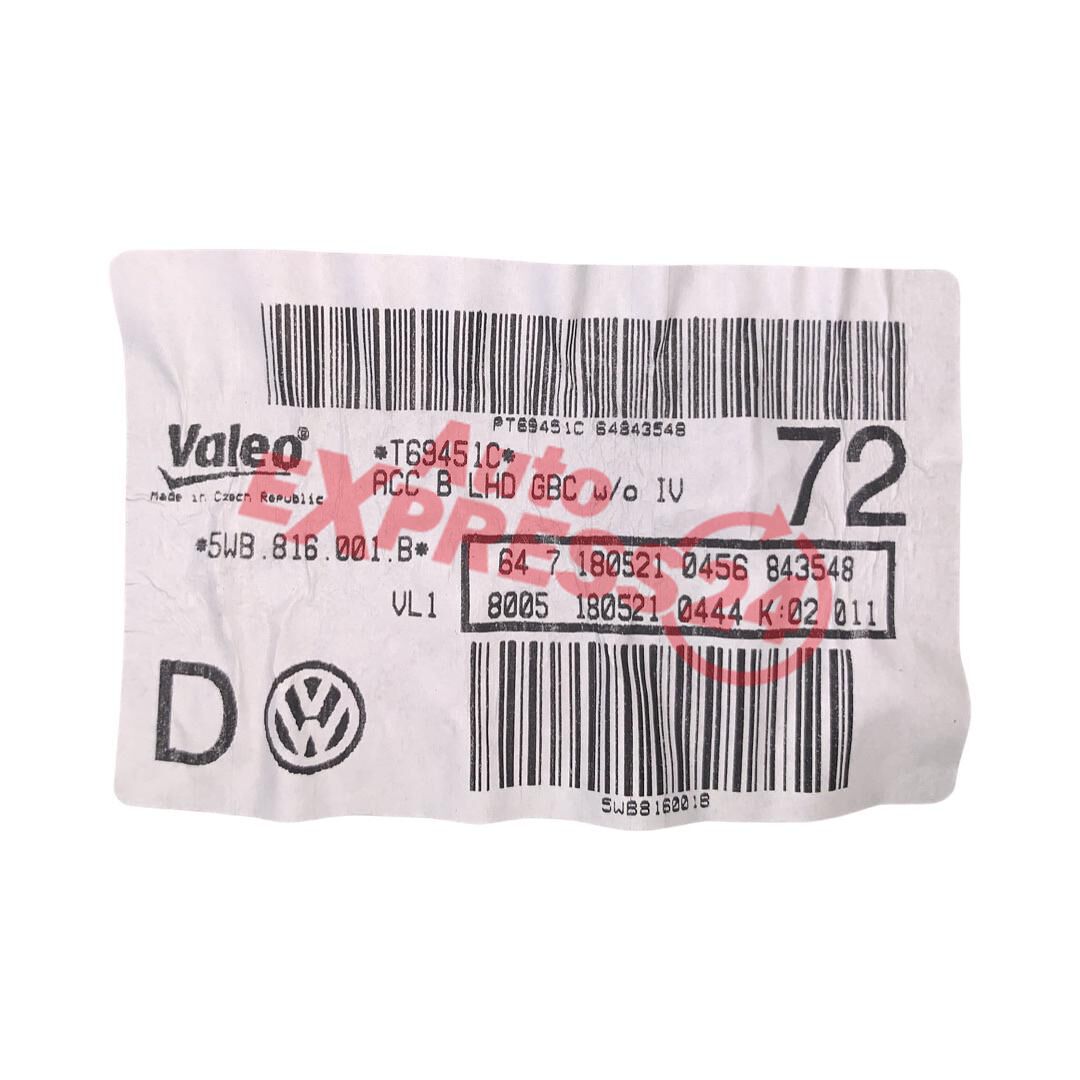 PT69451C 64843548
Valeo®
*T69451C*
72
ACC B LHD GBC w/o IV
Made in Czech Republic
*5WB.816.001.B*
64 7 180521 0456 843548
VL1
8005 180521 0444 K:02 011
D
5WB816001B
Auto
EXPRESS24